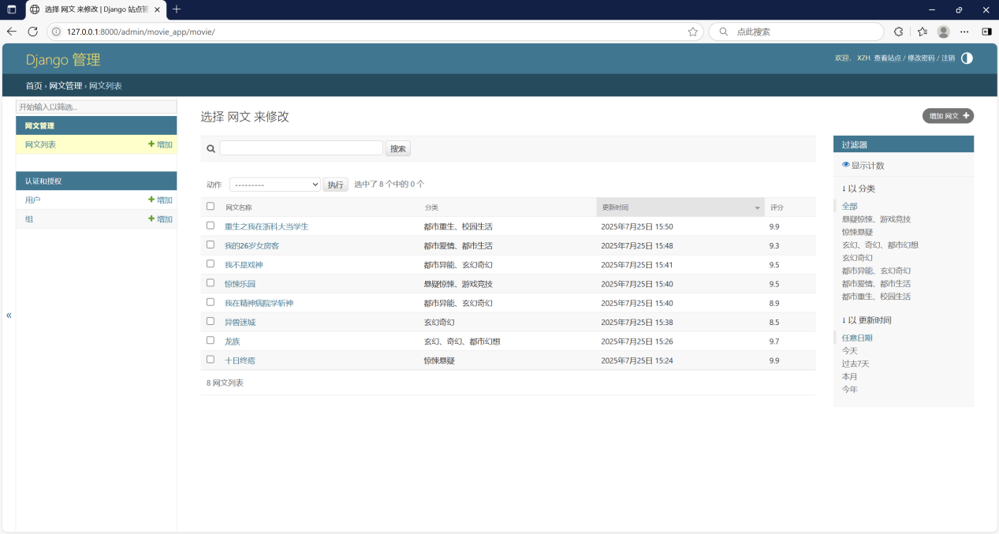 选择 网文 来修改 | Django 站点管
127.0.0.1:8000/admin/movie_app/movie/
点此搜索
Django 管理
欢迎, XZH. 查看站点 / 修改密码 / 注销
首页 › 网文管理 › 网文列表
开始输入以筛选...
网文管理
网文列表 增加
认证和授权
用户 增加
组 增加
«
选择 网文 来修改
增加 网文
搜索
动作 --------- 执行 选中了 8 个中的 0 个
网文名称 分类 更新时间 评分
重生之我在浙科大当学生 都市重生、校园生活 2025年7月25日 15:50 9.9
我的26岁女房客 都市爱情、都市生活 2025年7月25日 15:48 9.3
我不是戏神 都市异能、玄幻奇幻 2025年7月25日 15:41 9.5
惊悚乐园 悬疑惊悚、游戏竞技 2025年7月25日 15:40 9.5
我在精神病院学斩神 都市异能、玄幻奇幻 2025年7月25日 15:40 8.9
异兽迷城 玄幻奇幻 2025年7月25日 15:38 8.5
龙族 玄幻、奇幻、都市幻想 2025年7月25日 15:26 9.7
十日终焉 惊悚悬疑 2025年7月25日 15:24 9.9
8 网文列表
过滤器
显示计数
↓ 以 分类
全部
悬疑惊悚、游戏竞技
惊悚悬疑
玄幻、奇幻、都市幻想
玄幻奇幻
都市异能、玄幻奇幻
都市爱情、都市生活
都市重生、校园生活
↓ 以 更新时间
任意日期
今天
过去7天
本月
今年